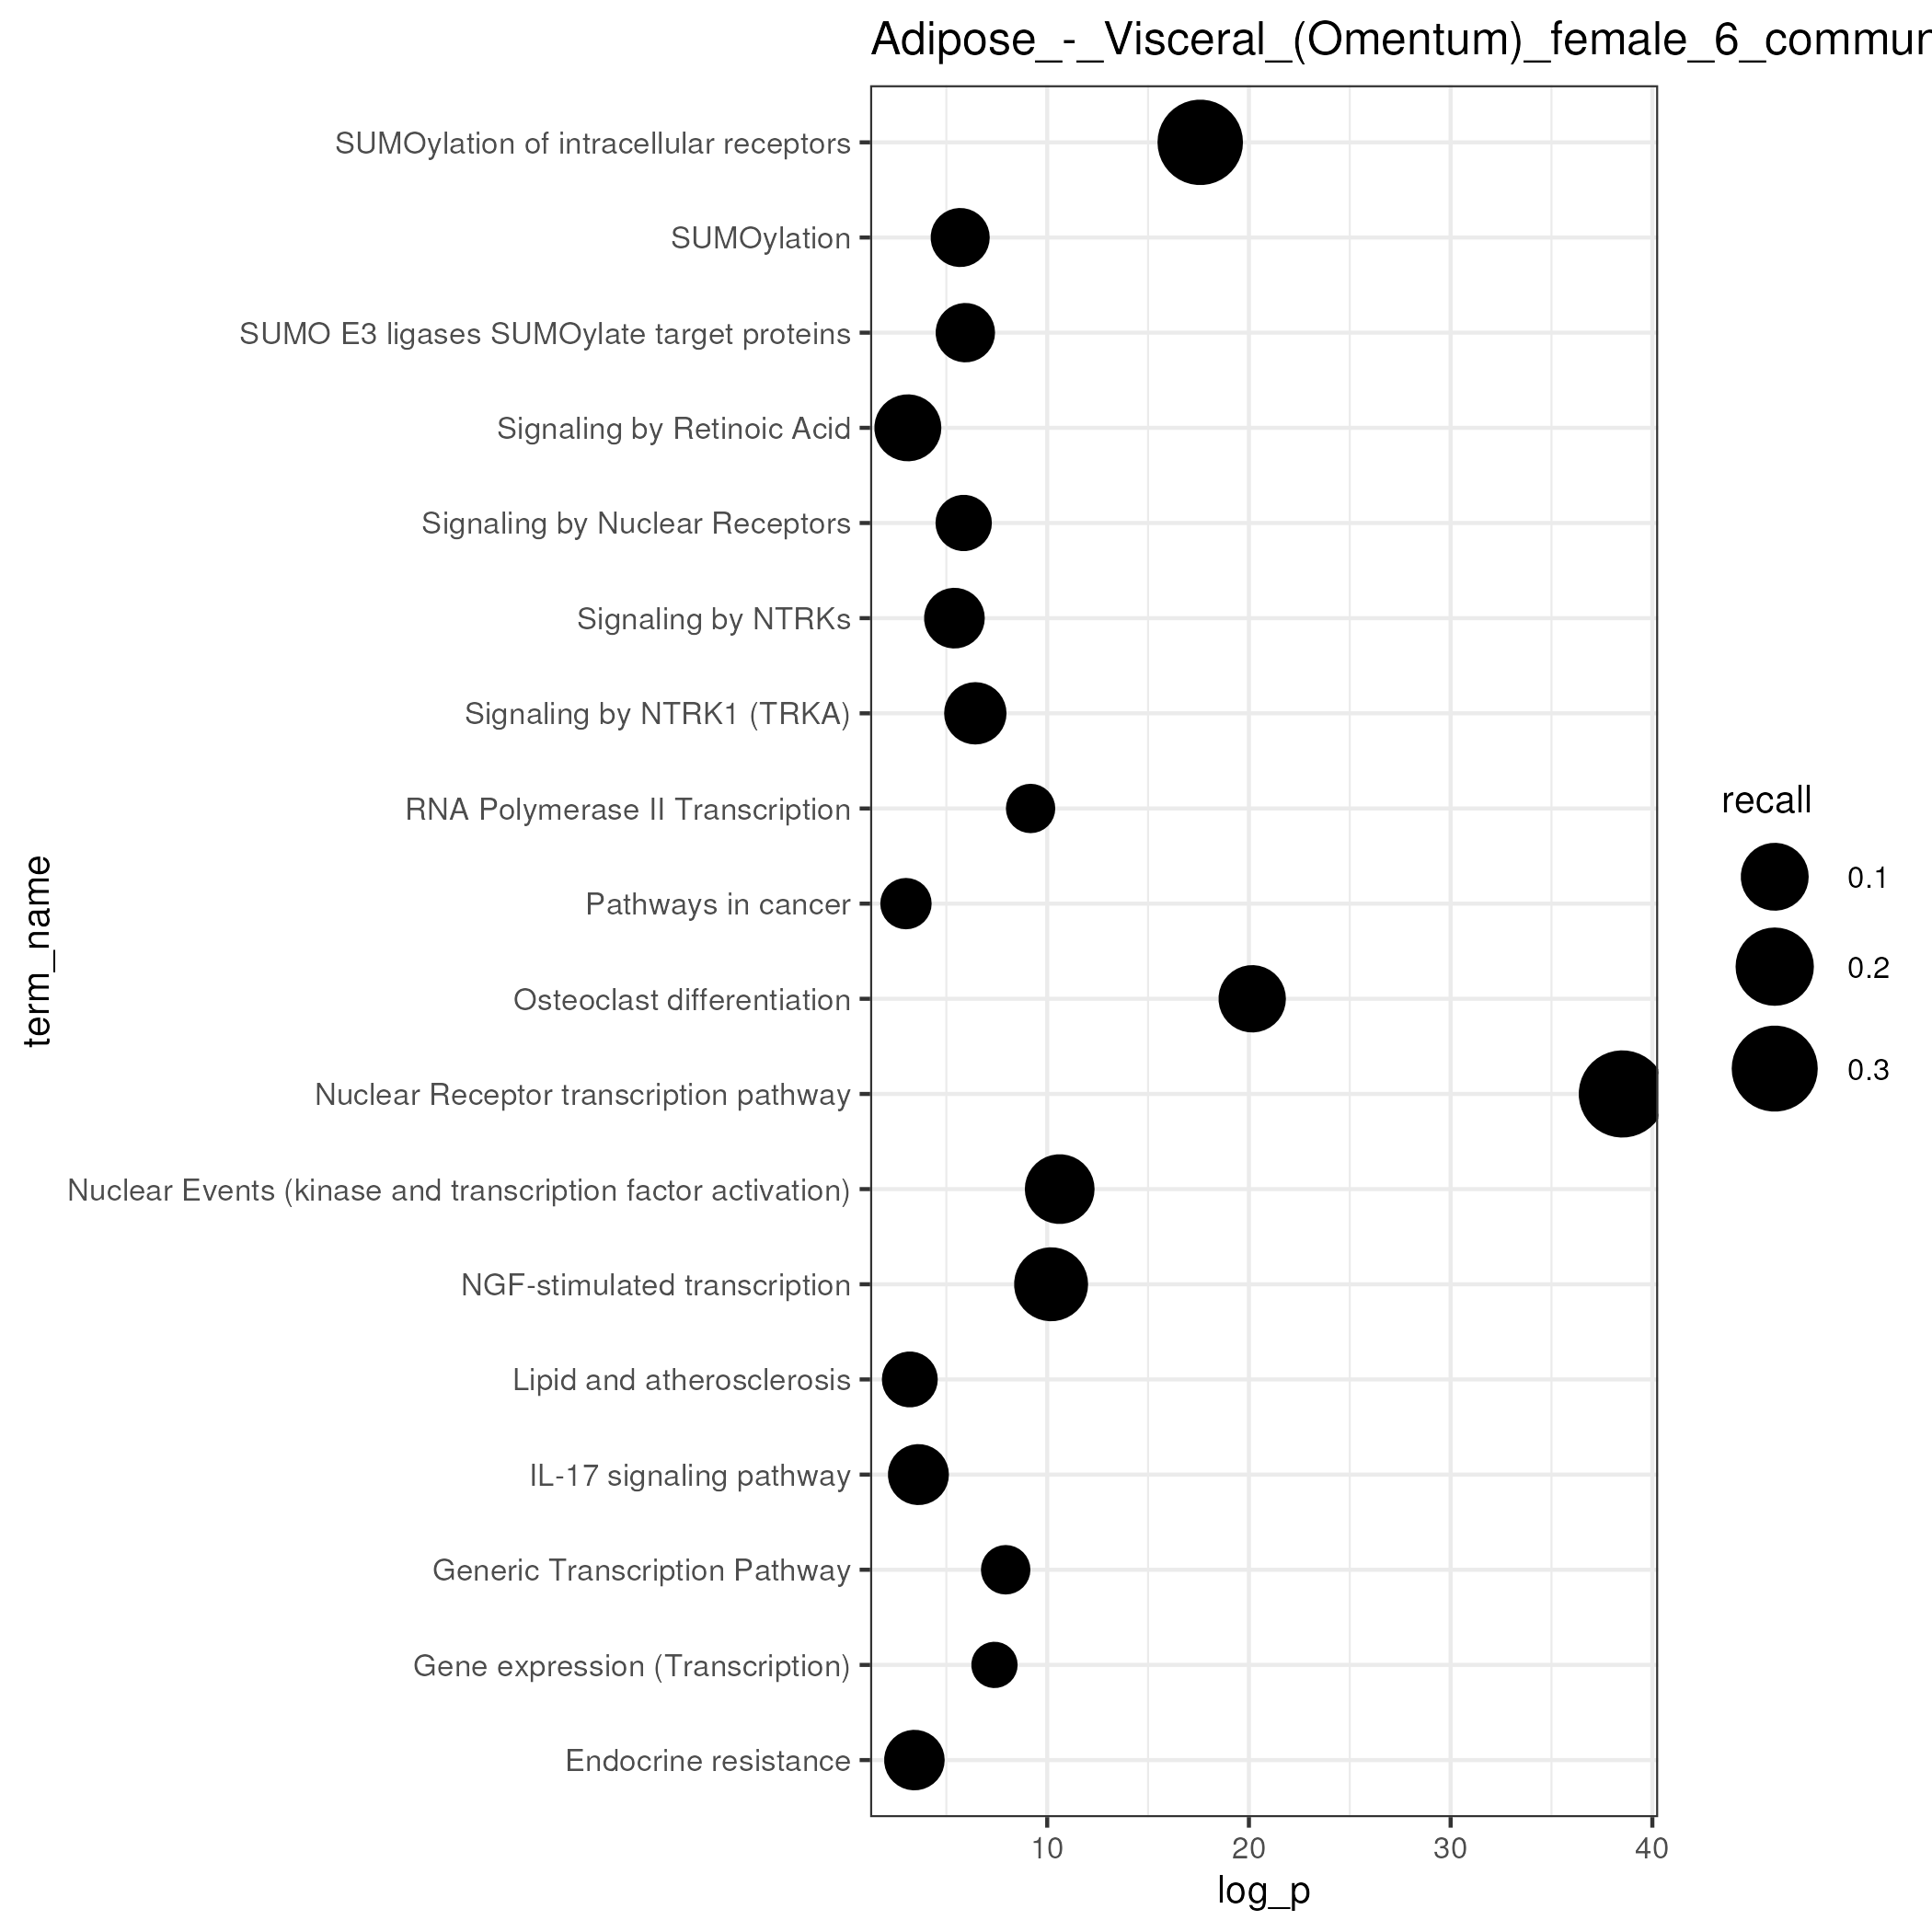 Adipose_-_Visceral_(Omentum)_female_6_commun
SUMOylation of intracellular receptors
SUMOylation
SUMO E3 ligases SUMOylate target proteins
Signaling by Retinoic Acid
Signaling by Nuclear Receptors
Signaling by NTRKs
Signaling by NTRK1 (TRKA)
RNA Polymerase II Transcription
Pathways in cancer
Osteoclast differentiation
Nuclear Receptor transcription pathway
Nuclear Events (kinase and transcription factor activation)
NGF-stimulated transcription
Lipid and atherosclerosis
IL-17 signaling pathway
Generic Transcription Pathway
Gene expression (Transcription)
Endocrine resistance
term_name
10 20 30 40
log_p
recall
0.1
0.2
0.3